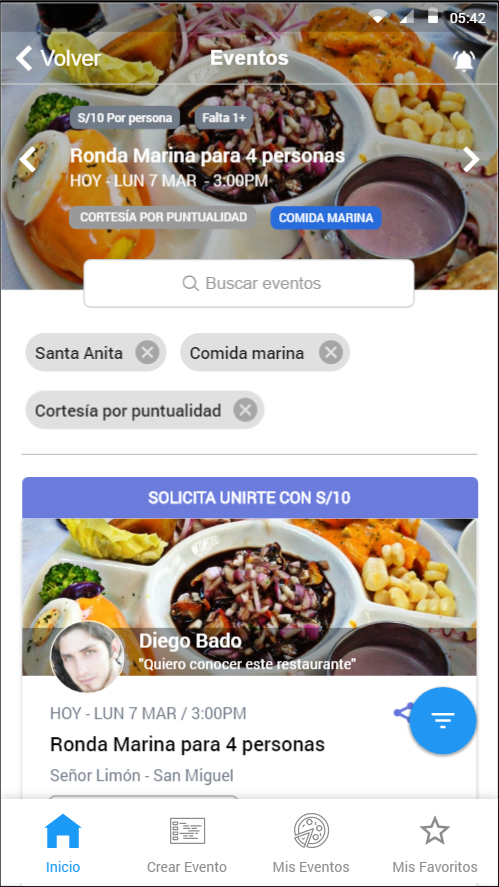 05:42
Volver
Eventos
S/10 Por persona
Falta 1+
Ronda Marina para 4 personas
HOY - LUN 7 MAR - 3:00PM
CORTESÍA POR PUNTUALIDAD
COMIDA MARINA
Buscar eventos
Santa Anita
Comida marina
Cortesía por puntualidad
SOLICITA UNIRTE CON S/10
Diego Bado
"Quiero conocer este restaurante"
HOY - LUN 7 MAR / 3:00PM
Ronda Marina para 4 personas
Señor Limón - San Miguel
Inicio
Crear Evento
Mis Eventos
Mis Favoritos